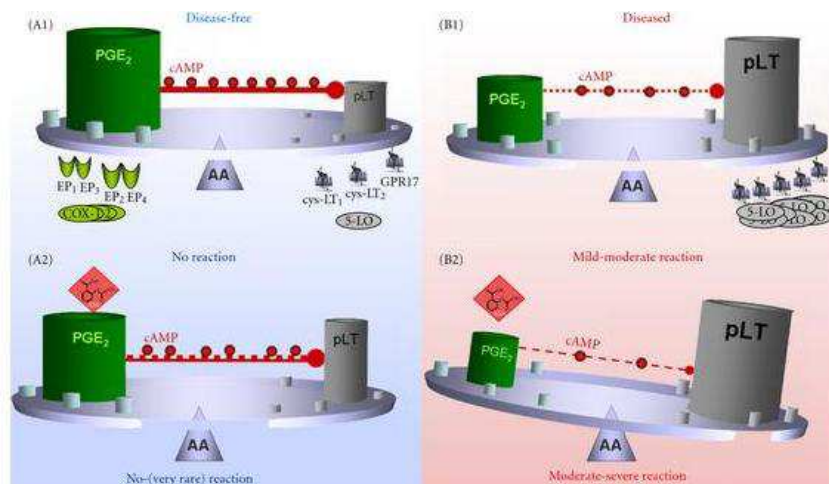 (A1)
Disease-free
PGE2
cAMP
pLT
AA
EP1 EP3
EP2 EP4
cys-LT1
cys-LT2
GPR17
5-LO
No reaction
(B1)
Diseased
PGE2
cAMP
pLT
AA
5-LO
Mild-moderate reaction
(A2)
PGE2
cAMP
pLT
AA
No-(very rare) reaction
(B2)
PGE2
cAMP
pLT
AA
Moderate-severe reaction